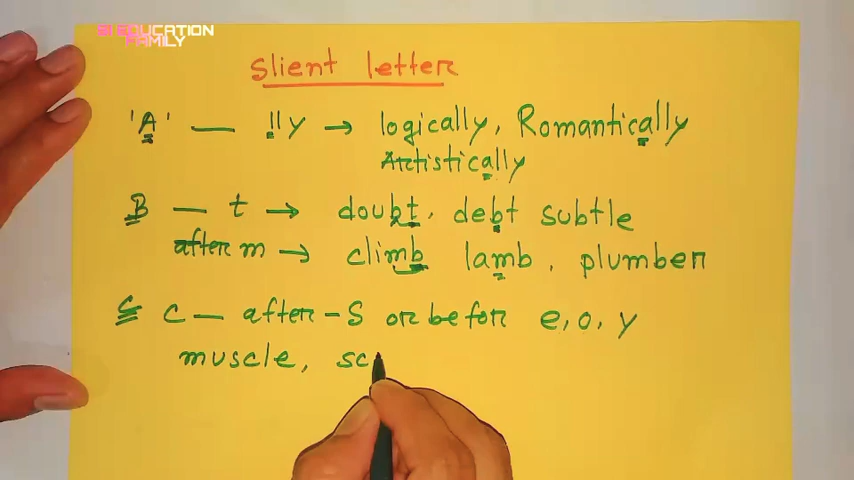 SI EDUCATION
FAMILY
Slient letter
'A' — lly → logically, Romantically
Artistically
B — t → doubt, debt subtle
after m → climb lamb, plumber
C c — after - S or befor e, o, y
muscle, sc